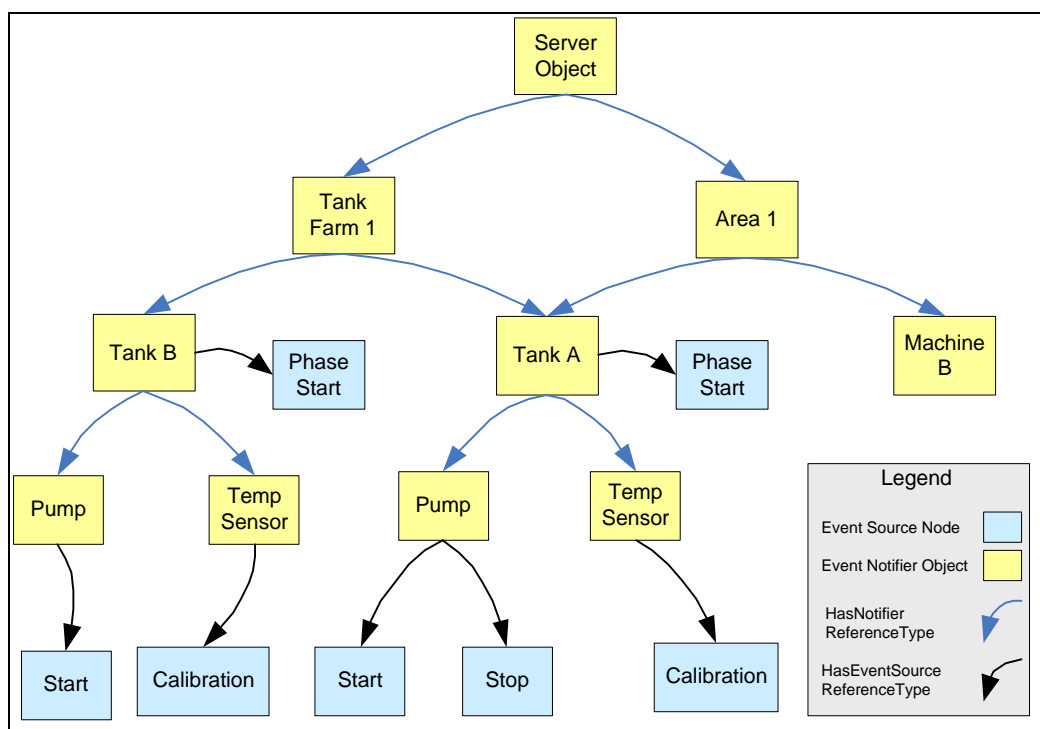 Server
Object
Tank
Farm 1
Area 1
Tank B
Phase
Start
Tank A
Phase
Start
Machine
B
Pump
Temp
Sensor
Pump
Temp
Sensor
Start
Calibration
Start
Stop
Calibration
Legend
Event Source Node
Event Notifier Object
HasNotifier
ReferenceType
HasEventSource
ReferenceType